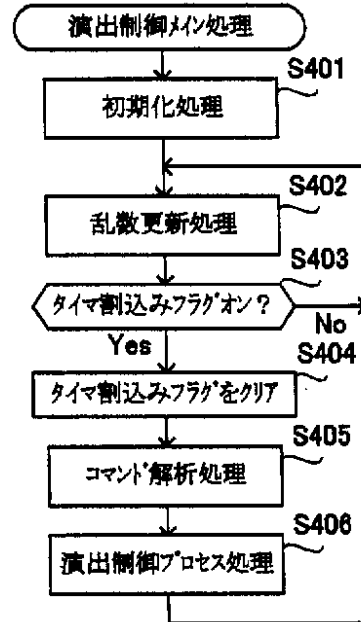 演出制御メイン処理
S401
初期化処理
S402
乱数更新処理
S403
タイマ割込みフラグオン？
No
Yes
S404
タイマ割込みフラグをクリア
S405
コマンド解析処理
S406
演出制御プロセス処理